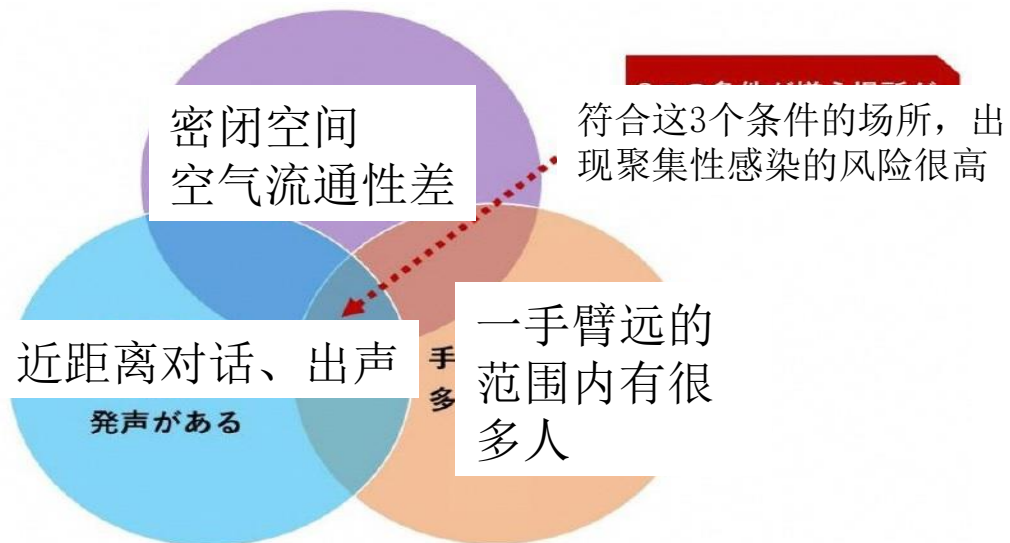 密闭空间
空气流通性差
符合这3个条件的场所，出
现聚集性感染的风险很高
近距离对话、出声
発声がある
手
多
一手臂远的
范围内有很
多人